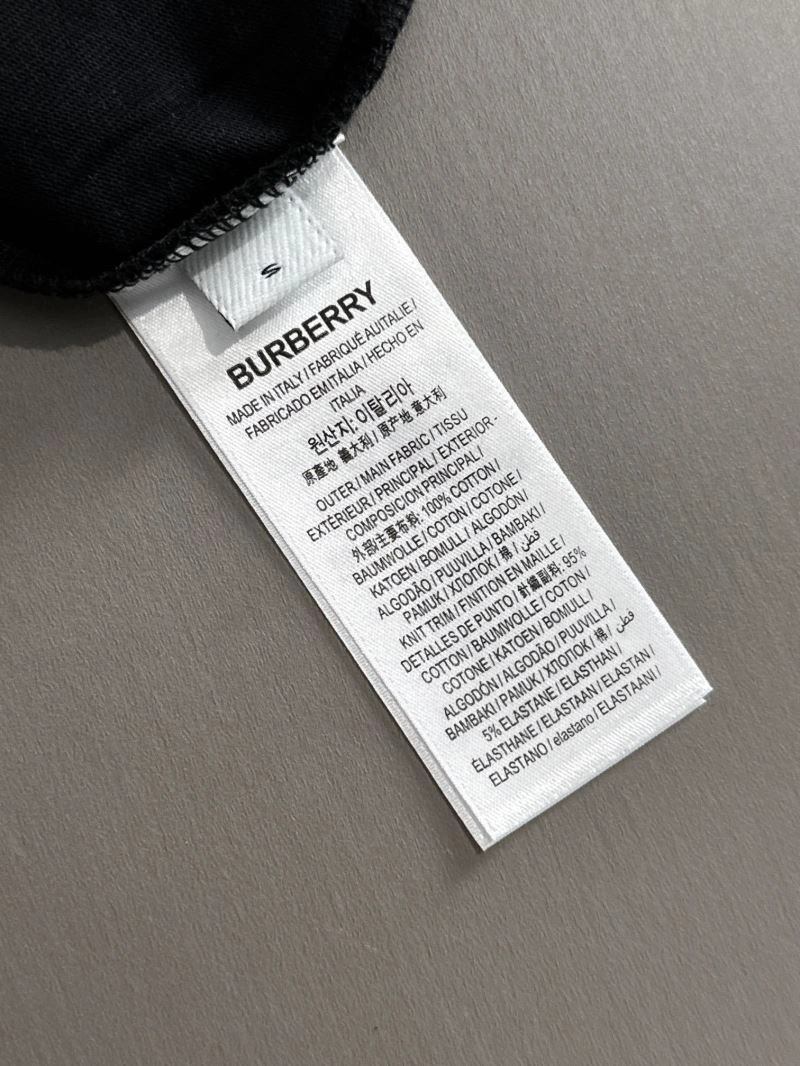 S
BURBERRY
MADE IN ITALY / FABRIQUÉ AU ITALIE /
FABRICADO EM ITÁLIA / HECHO EN
ITALIA
원산지: 이탈리아
原產地 義大利 / 原产地 意大利
OUTER / MAIN FABRIC / TISSU
EXTÉRIEUR / PRINCIPAL / EXTERIOR -
COMPOSICION PRINCIPAL /
外部主要布料: 100% COTTON /
BAUMWOLLE / COTON / COTONE /
KATOEN / BOMULL / ALGODÓN /
ALGODÃO / PUUVILLA / BAMBAKI /
PAMUK / ХЛОПОК / 棉 / قطن /
KNIT TRIM / FINITION EN MAILLE /
DETALLES DE PUNTO / 針織副料: 95%
COTTON / BAUMWOLLE / COTON /
COTONE / KATOEN / BOMULL /
ALGODÓN / ALGODÃO / PUUVILLA /
BAMBAKI / PAMUK / ХЛОПОК / 棉 / قطن /
5% ELASTANE / ELASTHAN /
ÉLASTHANE / ELASTAAN / ELASTAN /
ELASTANO / elastano / ELASTAANI /